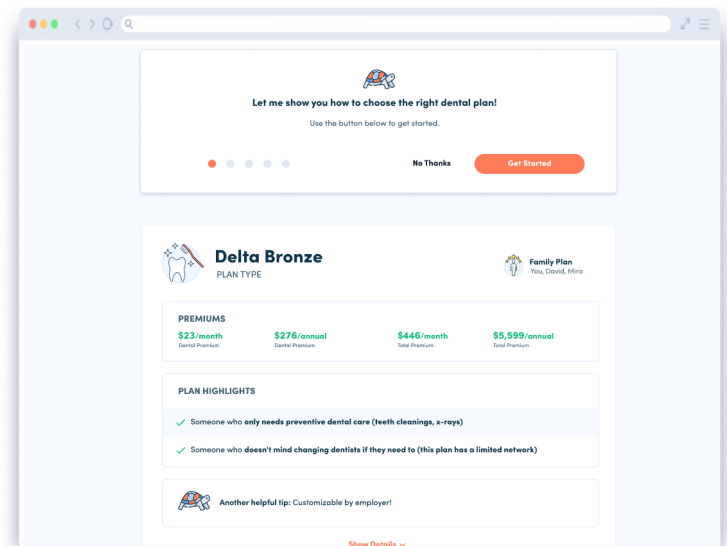 Let me show you how to choose the right dental plan!
Use the button below to get started.
No Thanks
Get Started
Delta Bronze
PLAN TYPE
Family Plan
You, David, Mira
PREMIUMS
$23/month
$276/annual
$446/month
$5,599/annual
Dental Premium
Dental Premium
Total Premium
Total Premium
PLAN HIGHLIGHTS
Someone who only needs preventive dental care (teeth cleanings, x-rays)
Someone who doesn't mind changing dentists if they need to (this plan has a limited network)
Another helpful tip: Customizable by employer!
Show Details